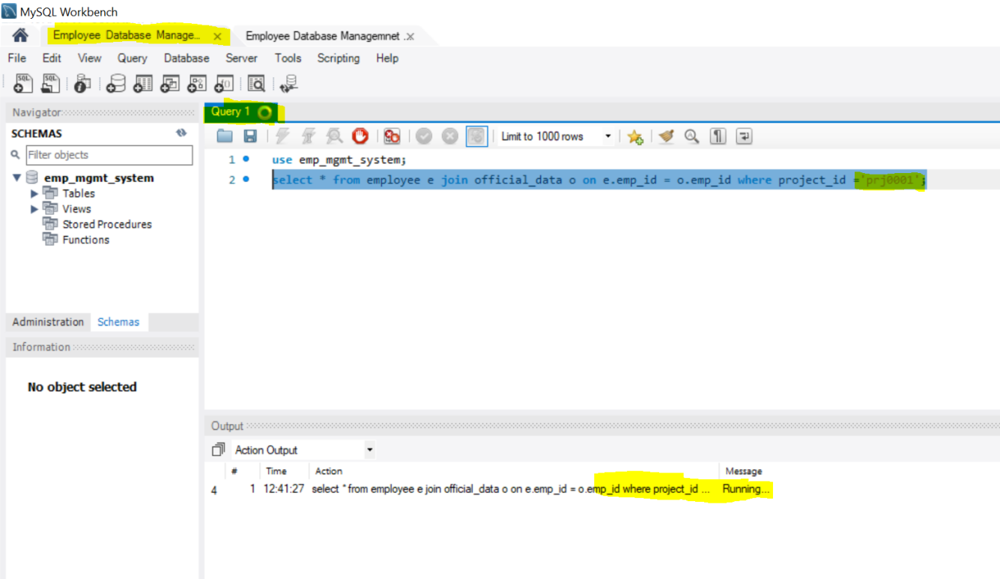 MySQL Workbench
Employee Database Manage... Employee Database Managemnet .
File Edit View Query Database Server Tools Scripting Help
Navigator
SCHEMAS
Filter objects
emp_mgmt_system
Tables
Views
Stored Procedures
Functions
Administration Schemas
Information
No object selected
Query 1
Limit to 1000 rows
1 use emp_mgmt_system;
2 select * from employee e join official_data o on e.emp_id = o.emp_id where project_id ='prj0001';
Output
Action Output
# Time Action Message
4 1 12:41:27 select * from employee e join official_data o on e.emp_id = o.emp_id where project_id ... Running...